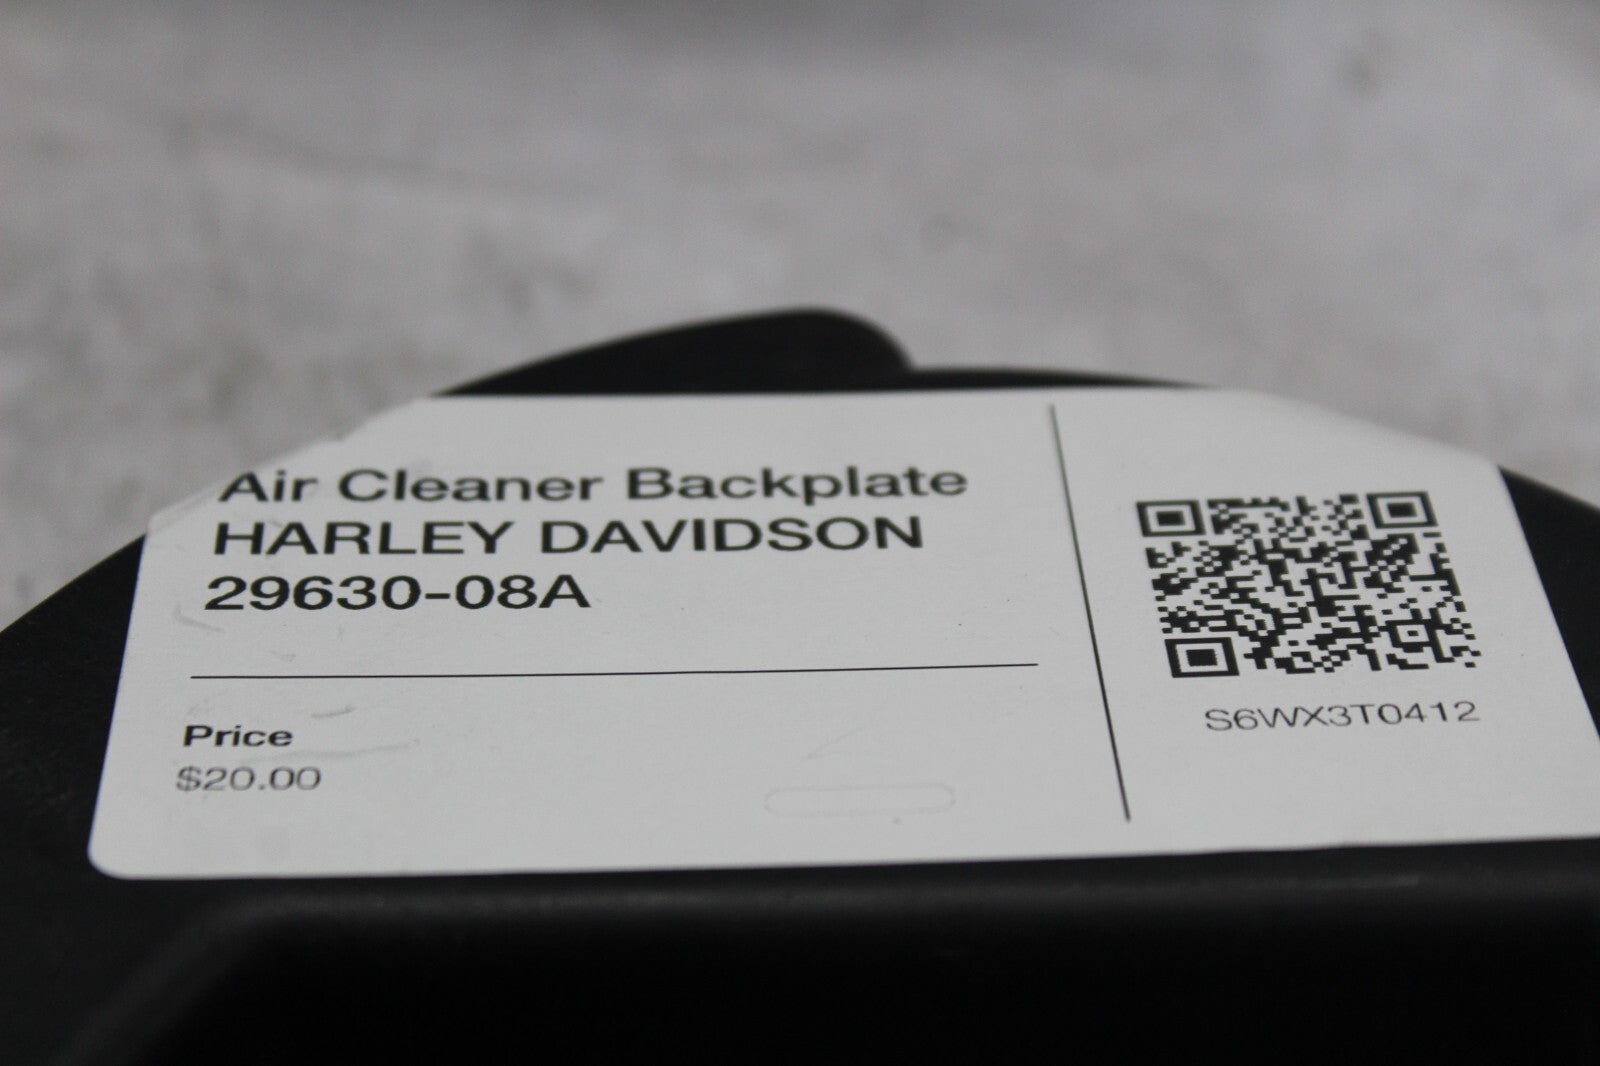 Air Cleaner Backplate
HARLEY DAVIDSON
29630-08A
Price
$20.00
S6WX3T0412